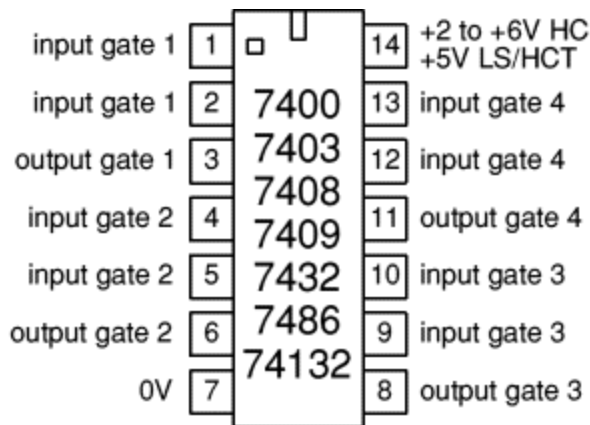 input gate 1 1
input gate 1 2
output gate 1 3
input gate 2 4
input gate 2 5
output gate 2 6
0V 7
7400
7403
7408
7409
7432
7486
74132
14 +2 to +6V HC
+5V LS/HCT
13 input gate 4
12 input gate 4
11 output gate 4
10 input gate 3
9 input gate 3
8 output gate 3